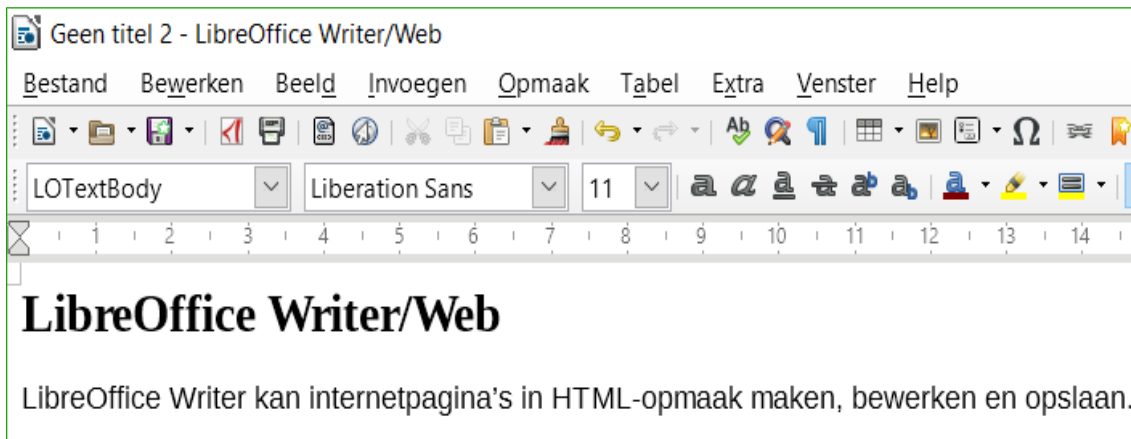 Geen titel 2 - LibreOffice Writer/Web
Bestand Bewerken Beeld Invoegen Opmaak Tabel Extra Venster Help
LOTextBody Liberation Sans 11 a a a a ab ab a
1 2 3 4 5 6 7 8 9 10 11 12 13 14
LibreOffice Writer/Web
LibreOffice Writer kan internetpagina's in HTML-opmaak maken, bewerken en opslaan.